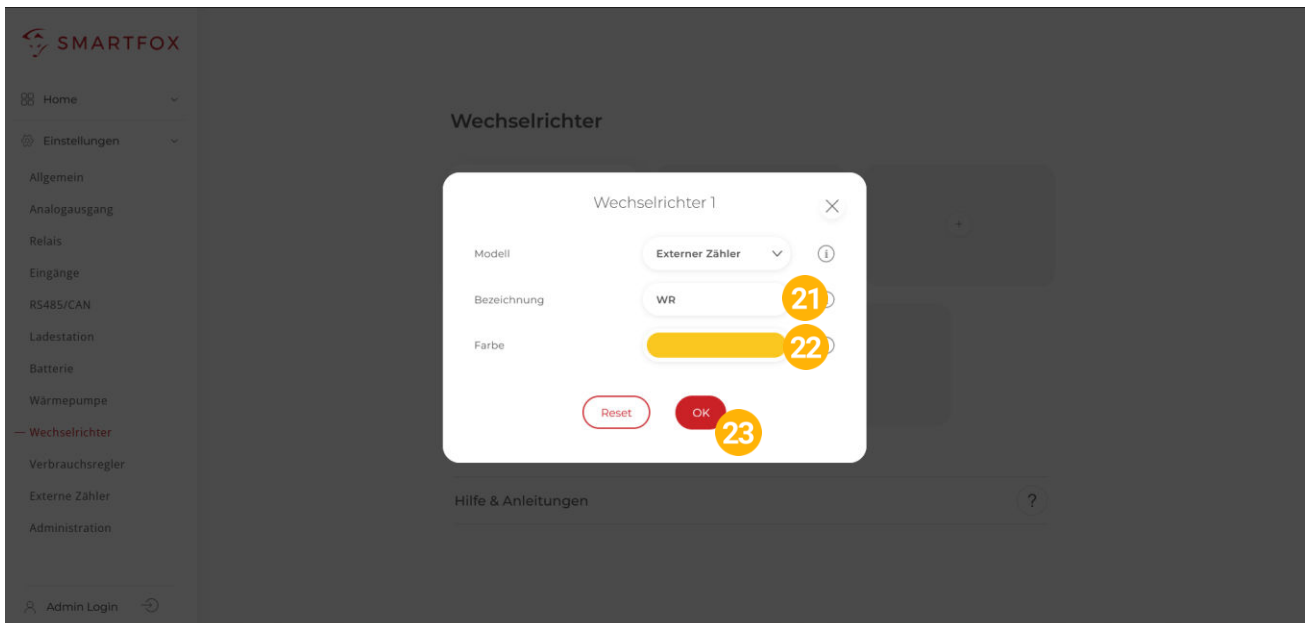 SMARTFOX
Home
Einstellungen
Allgemein
Analogausgang
Relais
Eingänge
RS485/CAN
Ladestation
Batterie
Wärmepumpe
Wechselrichter
Verbrauchsregler
Externe Zähler
Administration
Admin Login
Wechselrichter
+
Wechselrichter 1
Modell Externer Zähler i
Bezeichnung WR 21
Farbe 22
Reset OK 23
Hilfe & Anleitungen ?